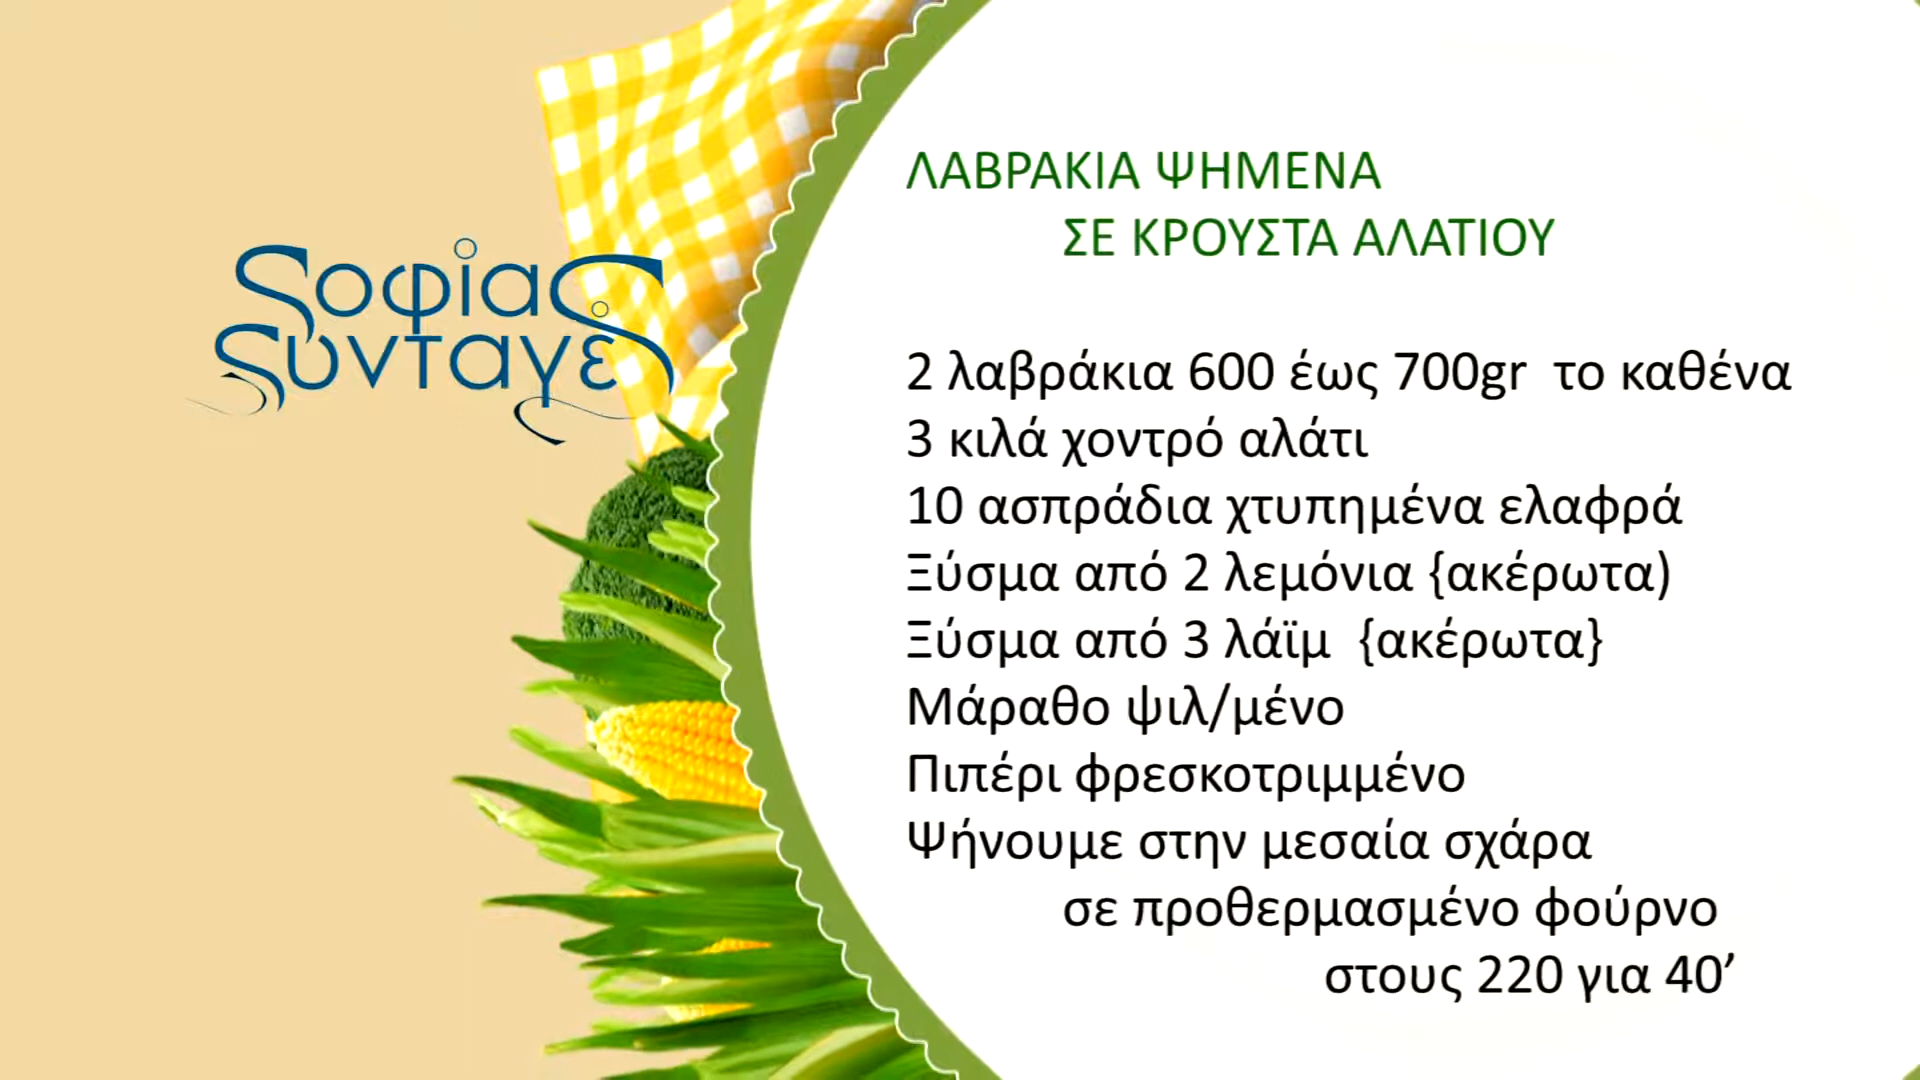 Σοφίας
Συνταγές
ΛΑΒΡΑΚΙΑ ΨΗΜΕΝΑ
ΣΕ ΚΡΟΥΣΤΑ ΑΛΑΤΙΟΥ
2 λαβράκια 600 έως 700gr το καθένα
3 κιλά χοντρό αλάτι
10 ασπράδια χτυπημένα ελαφρά
Ξύσμα από 2 λεμόνια {ακέρωτα)
Ξύσμα από 3 λάϊμ {ακέρωτα}
Μάραθο ψιλ/μένο
Πιπέρι φρεσκοτριμμένο
Ψήνουμε στην μεσαία σχάρα
σε προθερμασμένο φούρνο
στους 220 για 40’